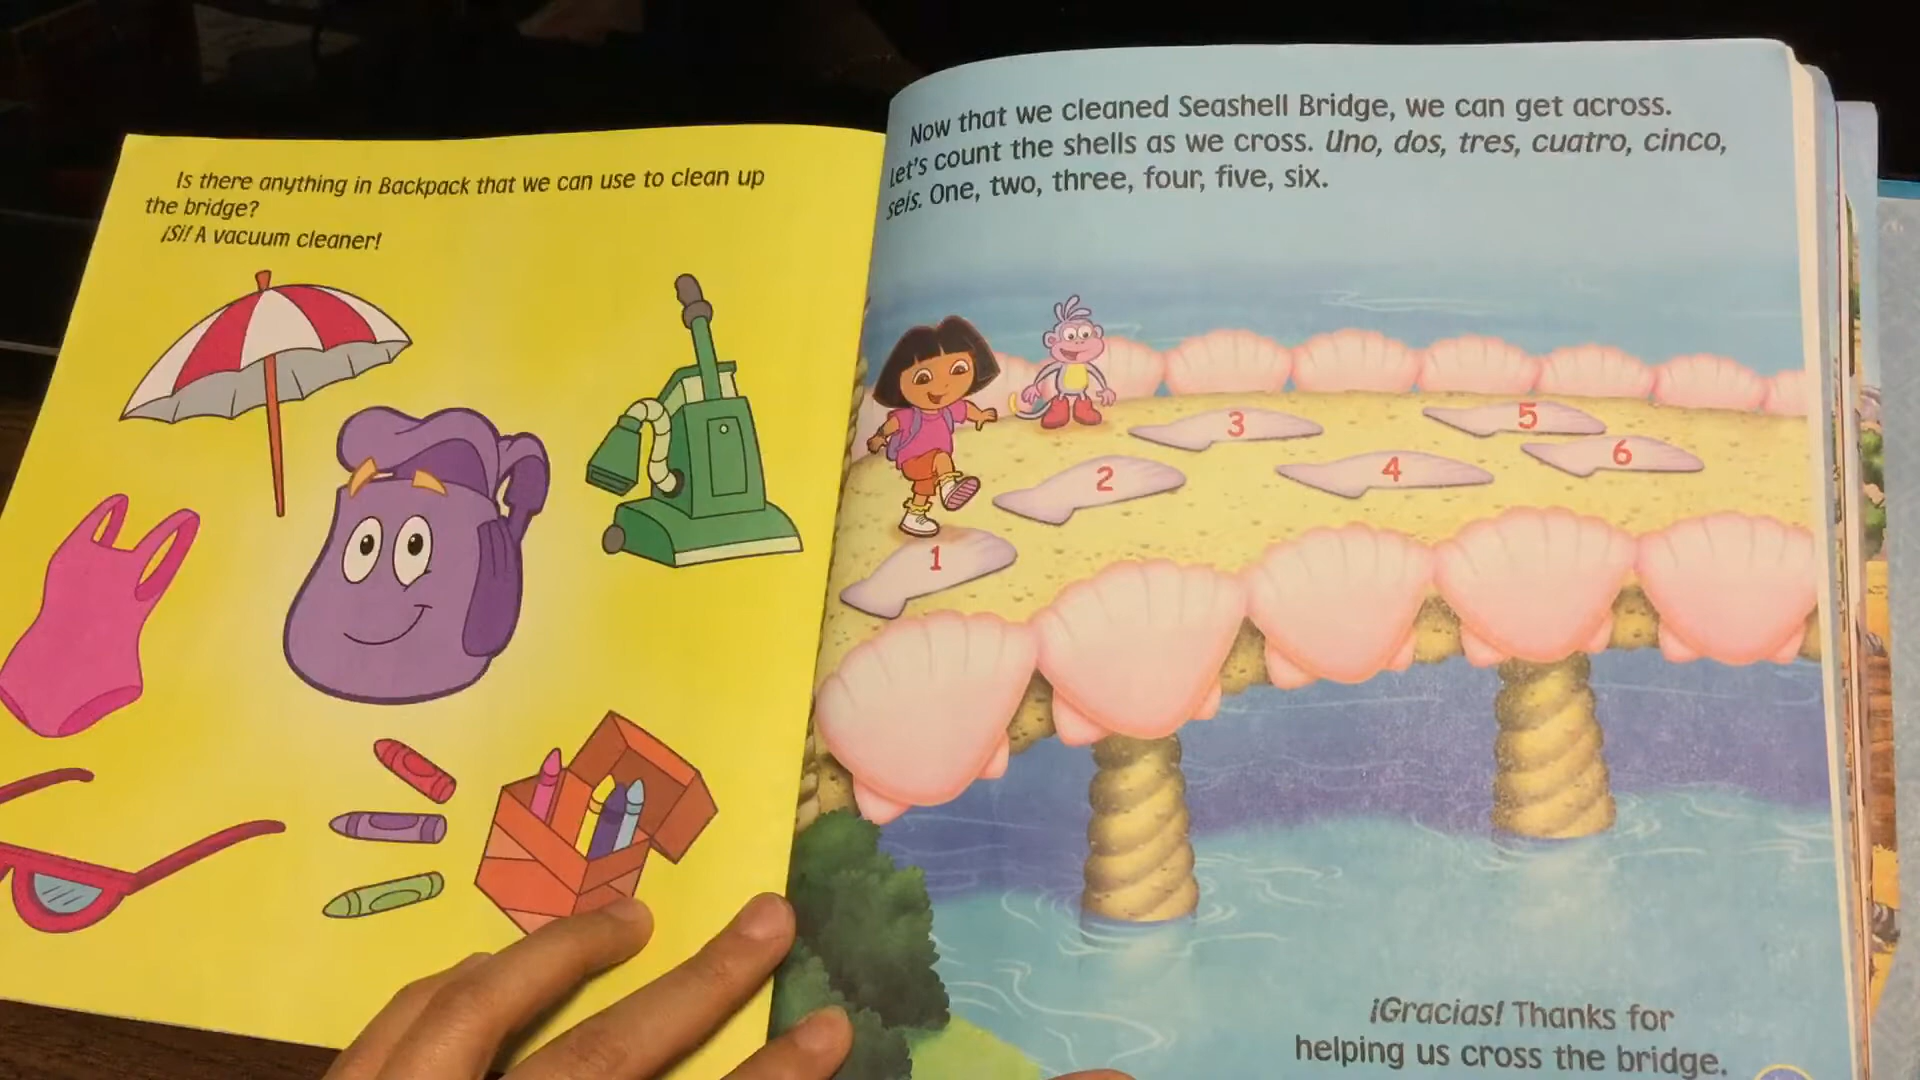 Is there anything in Backpack that we can use to clean up
the bridge?
¡Sí! A vacuum cleaner!
Now that we cleaned Seashell Bridge, we can get across.
Let's count the shells as we cross. Uno, dos, tres, cuatro, cinco,
seis. One, two, three, four, five, six.
3
5
6
4
2
1
¡Gracias! Thanks for
helping us cross the bridge.